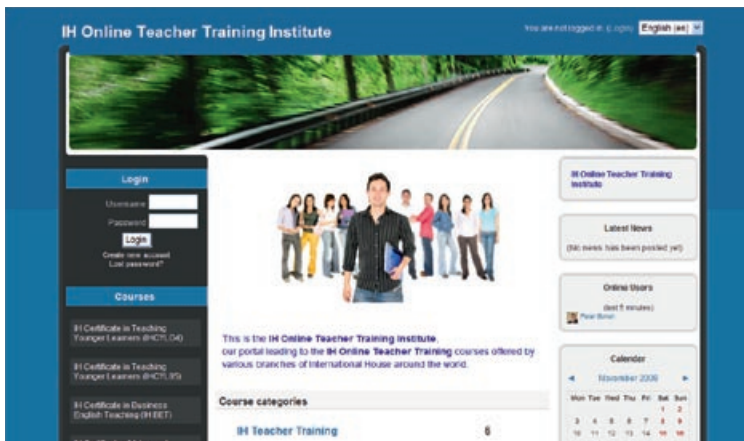 IH Online Teacher Training Institute
You are not logged in. (Login)
English (en)
Login
Username
Password
Login
Create new account
Lost password?
Courses
IH Certificate in Teaching
Younger Learners (IHCYL04)
IH Certificate in Teaching
Younger Learners (IHCYL05)
IH Certificate in Business
English Teaching (IH BET)
This is the IH Online Teacher Training Institute,
our portal leading to the IH Online Teacher Training courses offered by
various branches of International House around the world.
Course categories
IH Teacher Training 6
IH Online Teacher Training
Institute
Latest News
(No news has been posted yet)
Online Users
(last 5 minutes)
Calendar
November 2008
Mon Tue Wed Thu Fri Sat Sun
1 2
3 4 5 6 7 8 9
10 11 12 13 14 15 16